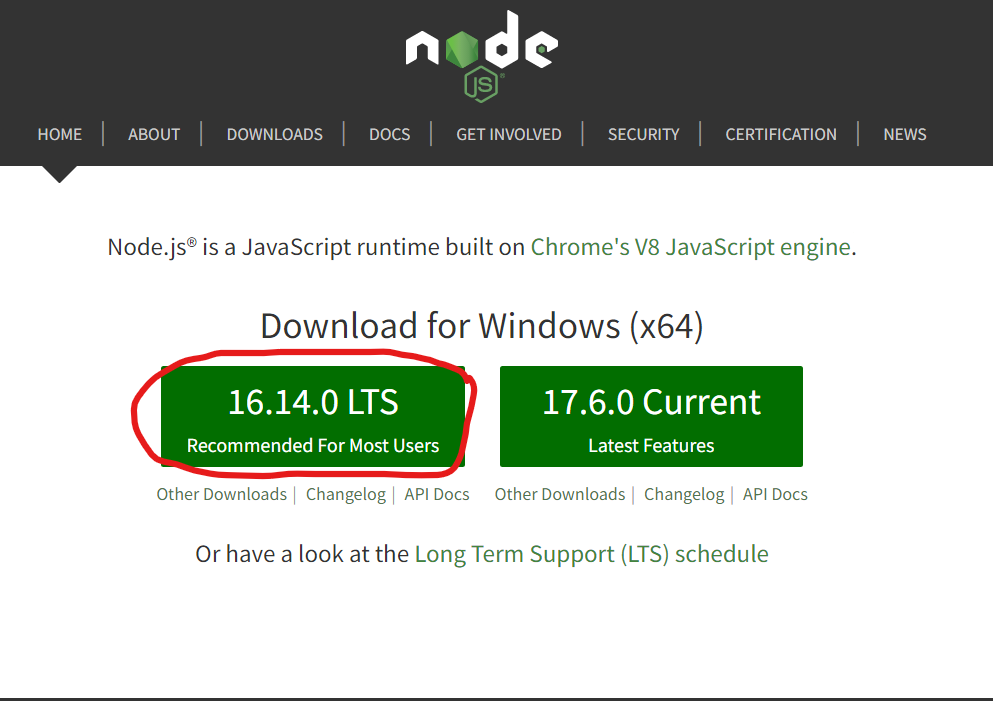 node
JS ®
HOME | ABOUT | DOWNLOADS | DOCS | GET INVOLVED | SECURITY | CERTIFICATION | NEWS
Node.js® is a JavaScript runtime built on Chrome's V8 JavaScript engine.
Download for Windows (x64)
16.14.0 LTS
Recommended For Most Users
17.6.0 Current
Latest Features
Other Downloads | Changelog | API Docs
Other Downloads | Changelog | API Docs
Or have a look at the Long Term Support (LTS) schedule